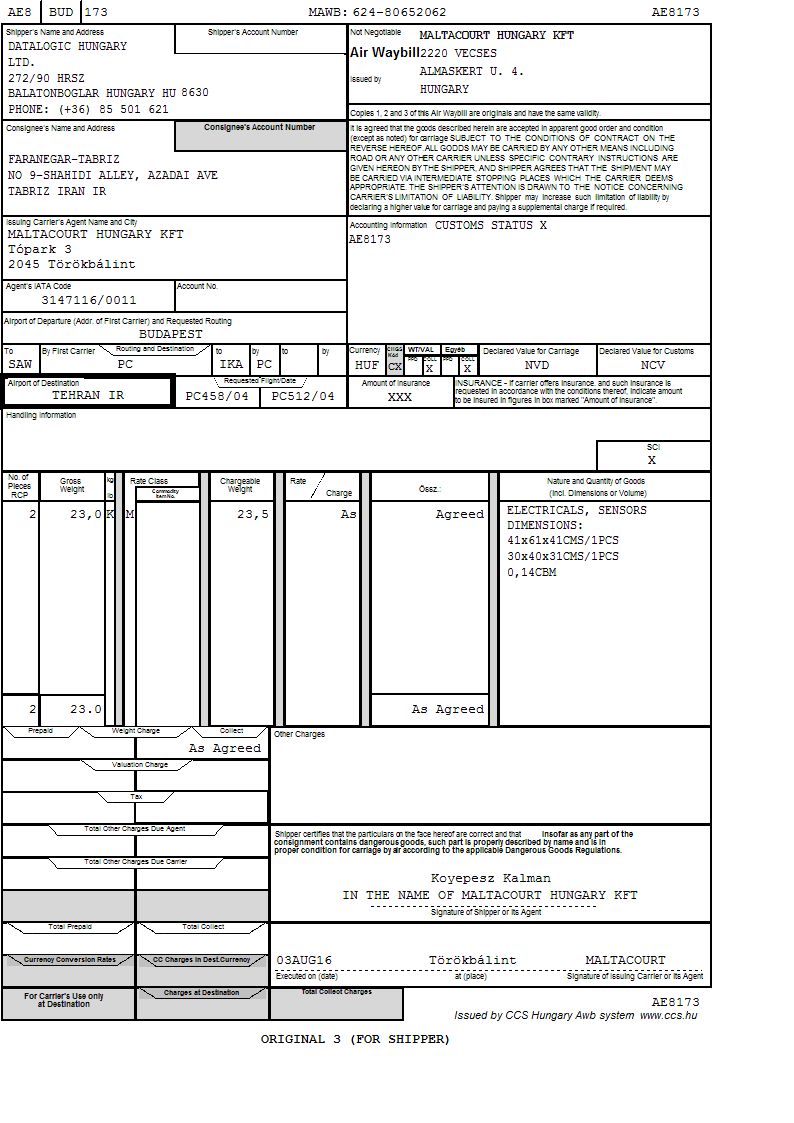 AE8 BUD 173 MAWB: 624-80652062 AE8173
Shipper's Name and Address
Shipper's Account Number
DATALOGIC HUNGARY
LTD.
272/90 HRSZ
BALATONBOGLAR HUNGARY HU 8630
PHONE: (+36) 85 501 621
Not Negotiable
MALTACOURT HUNGARY KFT
Air Waybill 2220 VECSES
ALMASKERT U. 4.
Issued by
HUNGARY
Copies 1, 2 and 3 of this Air Waybill are originals and have the same validity.
Consignee's Name and Address
Consignee's Account Number
FARANEGAR-TABRIZ
NO 9-SHAHIDI ALLEY, AZADAI AVE
TABRIZ IRAN IR
It is agreed that the goods described herein are accepted in apparent good order and condition
(except as noted) for carriage SUBJECT TO THE CONDITIONS OF CONTRACT ON THE
REVERSE HEREOF. ALL GOODS MAY BE CARRIED BY ANY OTHER MEANS INCLUDING
ROAD OR ANY OTHER CARRIER UNLESS SPECIFIC CONTRARY INSTRUCTIONS ARE
GIVEN HEREON BY THE SHIPPER, AND SHIPPER AGREES THAT THE SHIPMENT MAY
BE CARRIED VIA INTERMEDIATE STOPPING PLACES WHICH THE CARRIER DEEMS
APPROPRIATE. THE SHIPPER'S ATTENTION IS DRAWN TO THE NOTICE CONCERNING
CARRIER'S LIMITATION OF LIABILITY. Shipper may increase such limitation of liability by
declaring a higher value for carriage and paying a supplemental charge if required.
Issuing Carrier's Agent Name and City
MALTACOURT HUNGARY KFT
Tópark 3
2045 Törökbálint
Accounting Information CUSTOMS STATUS X
AE8173
Agent's IATA Code
Account No.
3147116/0011
Airport of Departure (Addr. of First Carrier) and Requested Routing
BUDAPEST
To By First Carrier Routing and Destination to by to by
SAW PC IKA PC
Currency CHGS Kód WT/VAL Egyéb Declared Value for Carriage Declared Value for Customs
PPD COLL PPD COLL
HUF CX X X NVD NCV
Airport of Destination
TEHRAN IR
Requested Flight/Date
PC458/04 PC512/04
Amount of Insurance
XXX
INSURANCE - If carrier offers Insurance, and such Insurance is
requested in accordance with the conditions thereof, indicate amount
to be insured in figures in box marked "Amount of Insurance".
Handling Information
SCI
X
No. of Pieces RCP
Gross Weight
kg lb
Rate Class
Commodity Item No.
Chargeable Weight
Rate / Charge
Össz.:
Nature and Quantity of Goods
(Incl. Dimensions or Volume)
2 23,0 K M 23,5 As Agreed
ELECTRICALS, SENSORS
DIMENSIONS:
41x61x41CMS/1PCS
30x40x31CMS/1PCS
0,14CBM
2 23.0 As Agreed
Prepaid Weight Charge Collect
As Agreed
Other Charges
Valuation Charge
Tax
Total Other Charges Due Agent
Total Other Charges Due Carrier
Shipper certifies that the particulars on the face hereof are correct and that insofar as any part of the
consignment contains dangerous goods, such part is properly described by name and is in
proper condition for carriage by air according to the applicable Dangerous Goods Regulations.
Koyepesz Kalman
IN THE NAME OF MALTACOURT HUNGARY KFT
Signature of Shipper or its Agent
Total Prepaid Total Collect
Currency Conversion Rates CC Charges in Dest.Currency
03AUG16 Törökbálint MALTACOURT
Executed on (date) at (place) Signature of Issuing Carrier or its Agent
For Carrier's Use only
at Destination
Charges at Destination
Total Collect Charges
AE8173
Issued by CCS Hungary Awb system www.ccs.hu
ORIGINAL 3 (FOR SHIPPER)